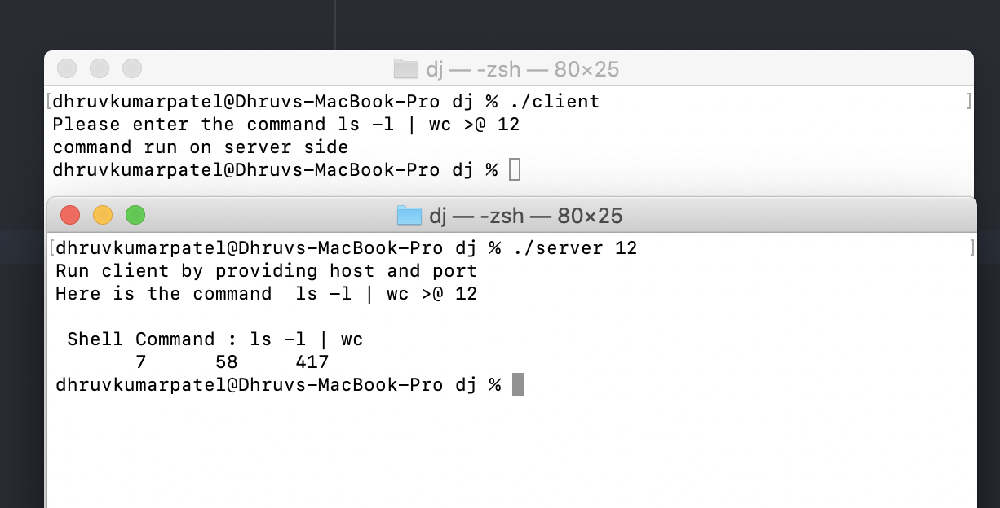 dj — -zsh — 80×25
[dhruvkumarpatel@Dhruvs-MacBook-Pro dj % ./client ]
Please enter the command ls -l | wc >@ 12
command run on server side
dhruvkumarpatel@Dhruvs-MacBook-Pro dj %
dj — -zsh — 80×25
[dhruvkumarpatel@Dhruvs-MacBook-Pro dj % ./server 12 ]
Run client by providing host and port
Here is the command  ls -l | wc >@ 12
 Shell Command : ls -l | wc
       7      58     417
dhruvkumarpatel@Dhruvs-MacBook-Pro dj %